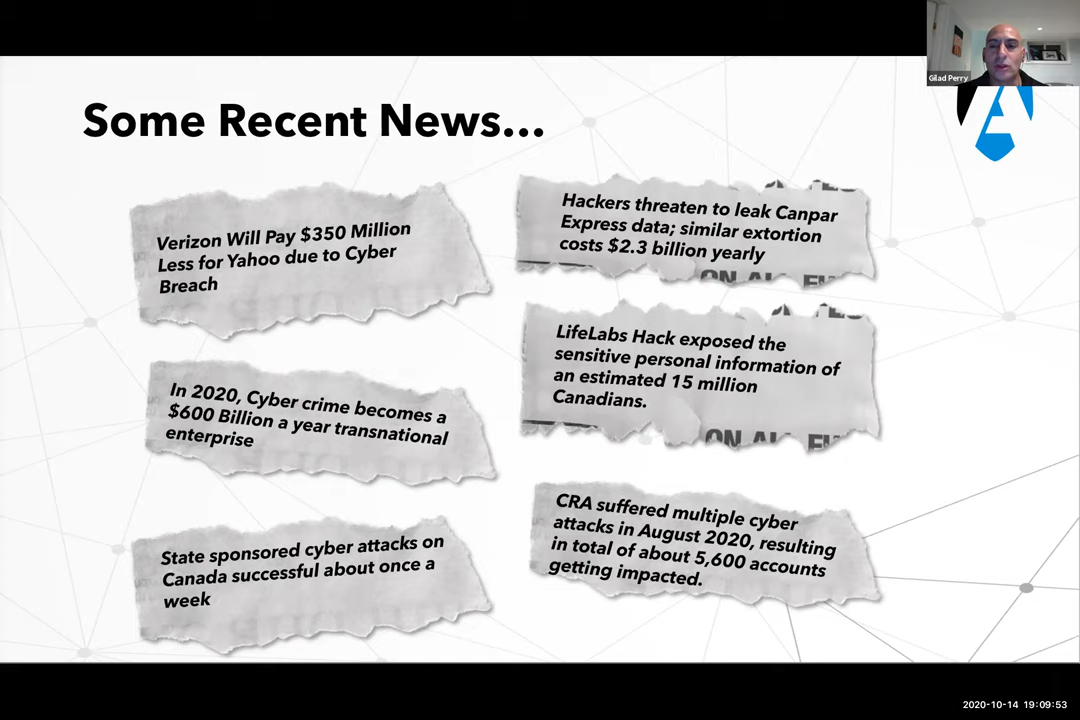 Gilad Perry
Some Recent News...
Verizon Will Pay $350 Million
Less for Yahoo due to Cyber
Breach
In 2020, Cyber crime becomes a
$600 Billion a year transnational
enterprise
State sponsored cyber attacks on
Canada successful about once a
week
Hackers threaten to leak Canpar
Express data; similar extortion
costs $2.3 billion yearly
LifeLabs Hack exposed the
sensitive personal information of
an estimated 15 million
Canadians.
CRA suffered multiple cyber
attacks in August 2020, resulting
in total of about 5,600 accounts
getting impacted.
2020-10-14 19:09:53